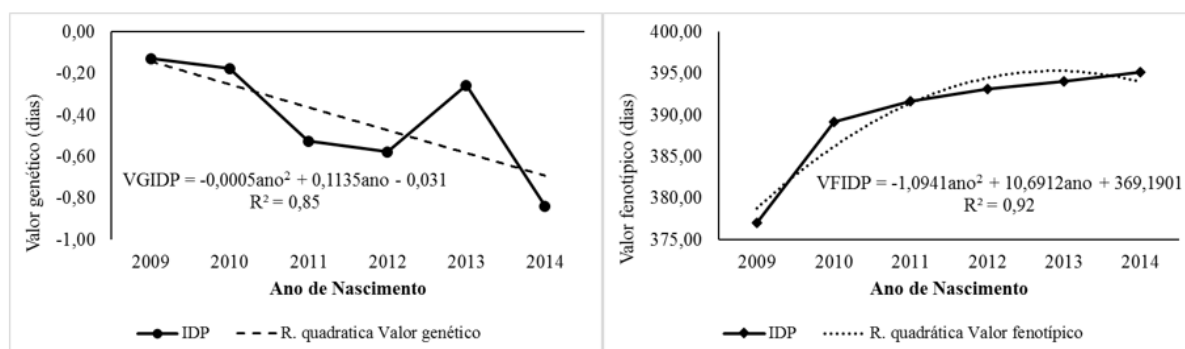 0,00
-0,20
-0,40
-0,60
-0,80
-1,00
Valor genético (dias)
VGIDP = -0,0005ano² + 0,1135ano - 0,031
R² = 0,85
2009 2010 2011 2012 2013 2014
Ano de Nascimento
IDP R. quadratica Valor genético
400,00
395,00
390,00
385,00
380,00
375,00
Valor fenotípico (dias)
VFIDP = -1,0941ano² + 10,6912ano + 369,1901
R² = 0,92
2009 2010 2011 2012 2013 2014
Ano de Nascimento
IDP R. quadrática Valor fenotípico